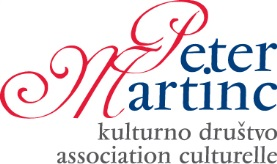 Peter
Martinc
kulturno društvo
association culturelle